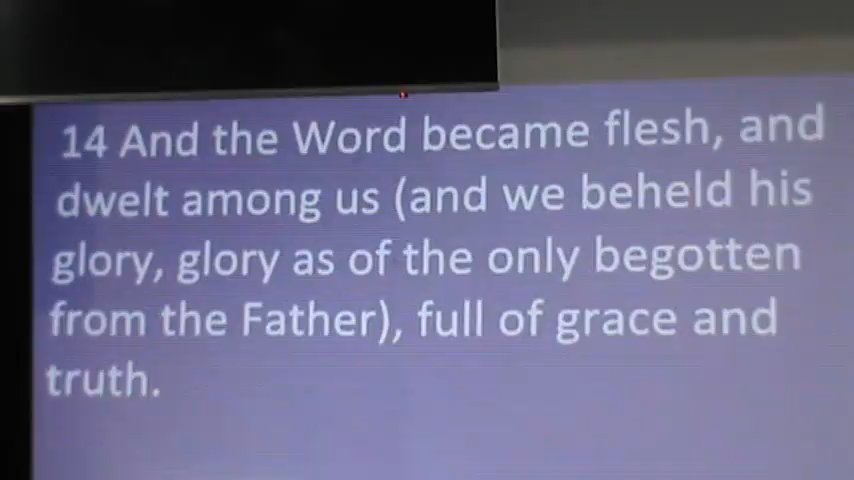 14 And the Word became flesh, and
dwelt among us (and we beheld his
glory, glory as of the only begotten
from the Father), full of grace and
truth.